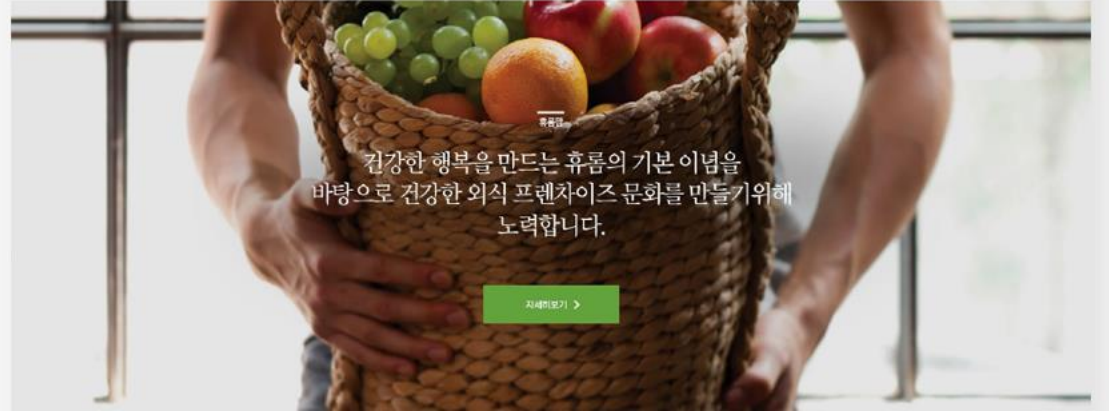 휴롬팜
건강한 행복을 만드는 휴롬의 기본 이념을
바탕으로 건강한 외식 프렌차이즈 문화를 만들기위해
노력합니다.
자세히보기